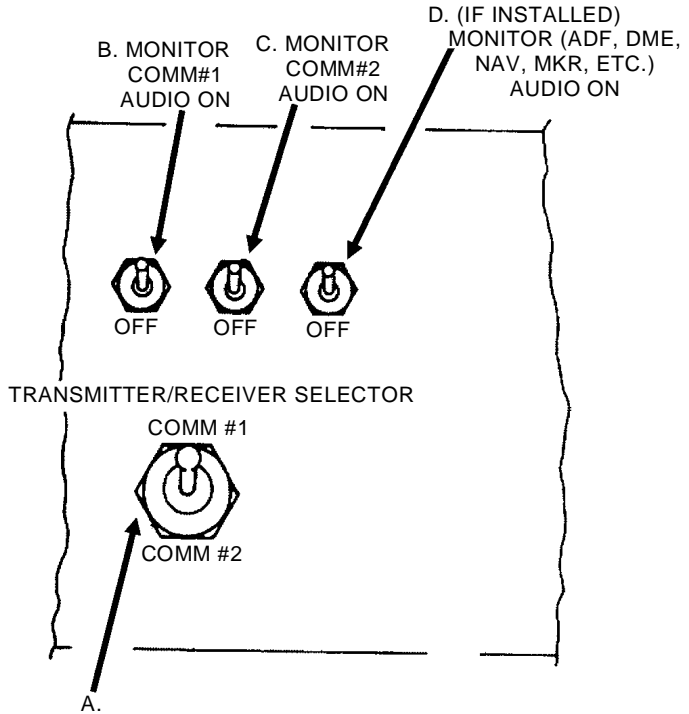 B. MONITOR
COMM#1
AUDIO ON
C. MONITOR
COMM#2
AUDIO ON
D. (IF INSTALLED)
MONITOR (ADF, DME,
NAV, MKR, ETC.)
AUDIO ON
OFF
OFF
OFF
TRANSMITTER/RECEIVER SELECTOR
COMM #1
COMM #2
A.